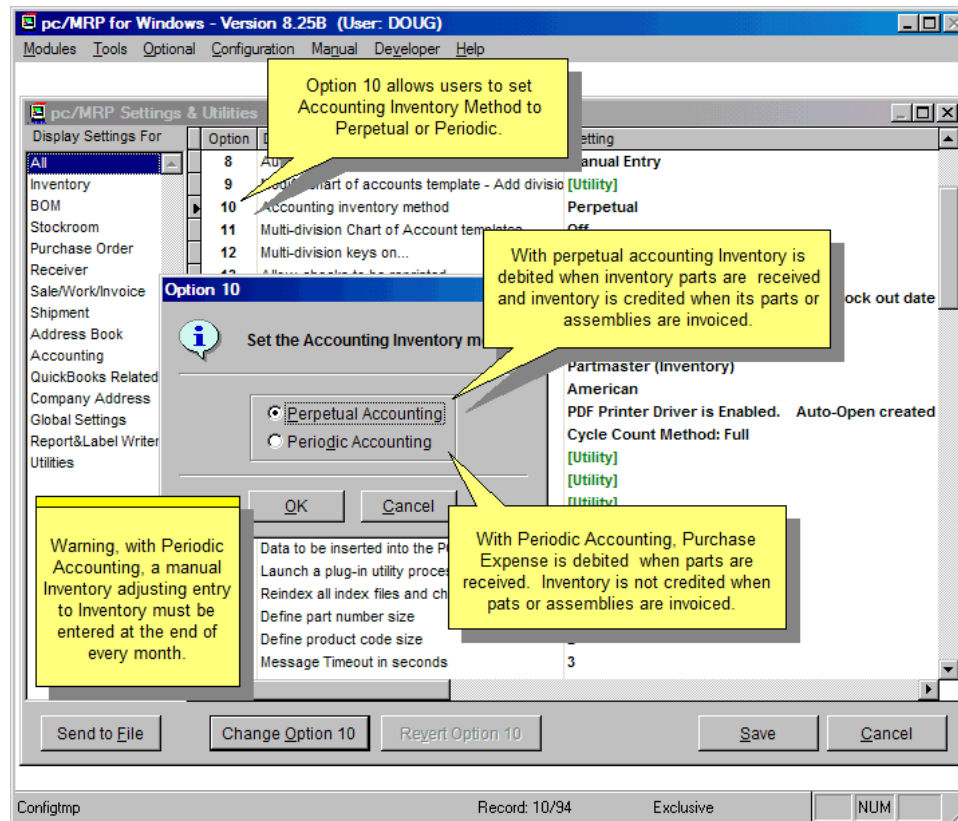 pc/MRP for Windows - Version 8.25B (User: DOUG)
Modules Tools Optional Configuration Manual Developer Help
Option 10 allows users to set
Accounting Inventory Method to
Perpetual or Periodic.
pc/MRP Settings & Utilities
Display Settings For
Option
All
Inventory
BOM
Stockroom
Purchase Order
Receiver
Sale/Work/Invoice
Shipment
Address Book
Accounting
QuickBooks Related
Company Address
Global Settings
Report&Label Writer
Utilities
8
9 chart of accounts template - Add divisio [Utility]
10 Accounting inventory method Perpetual
11 Multi-division Chart of Account Off
12 Multi-division keys on...
With perpetual accounting Inventory is
debited when inventory parts are received
and inventory is credited when its parts or
assemblies are invoiced.
ock out date
Partmaster (Inventory)
American
PDF Printer Driver is Enabled. Auto-Open created
Cycle Count Method: Full
[Utility]
[Utility]
[Utility]
Option 10
Set the Accounting Inventory m
Perpetual Accounting
Periodic Accounting
OK Cancel
With Periodic Accounting, Purchase
Expense is debited when parts are
received. Inventory is not credited when
pats or assemblies are invoiced.
Warning, with Periodic
Accounting, a manual
Inventory adjusting entry
to Inventory must be
entered at the end of
every month.
Data to be inserted into the
Launch a plug-in utility
Reindex all index files and
Define part number size
Define product code size
Message Timeout in seconds 3
Send to File Change Option 10 Revert Option 10 Save Cancel
Configtmp Record: 10/94 Exclusive NUM